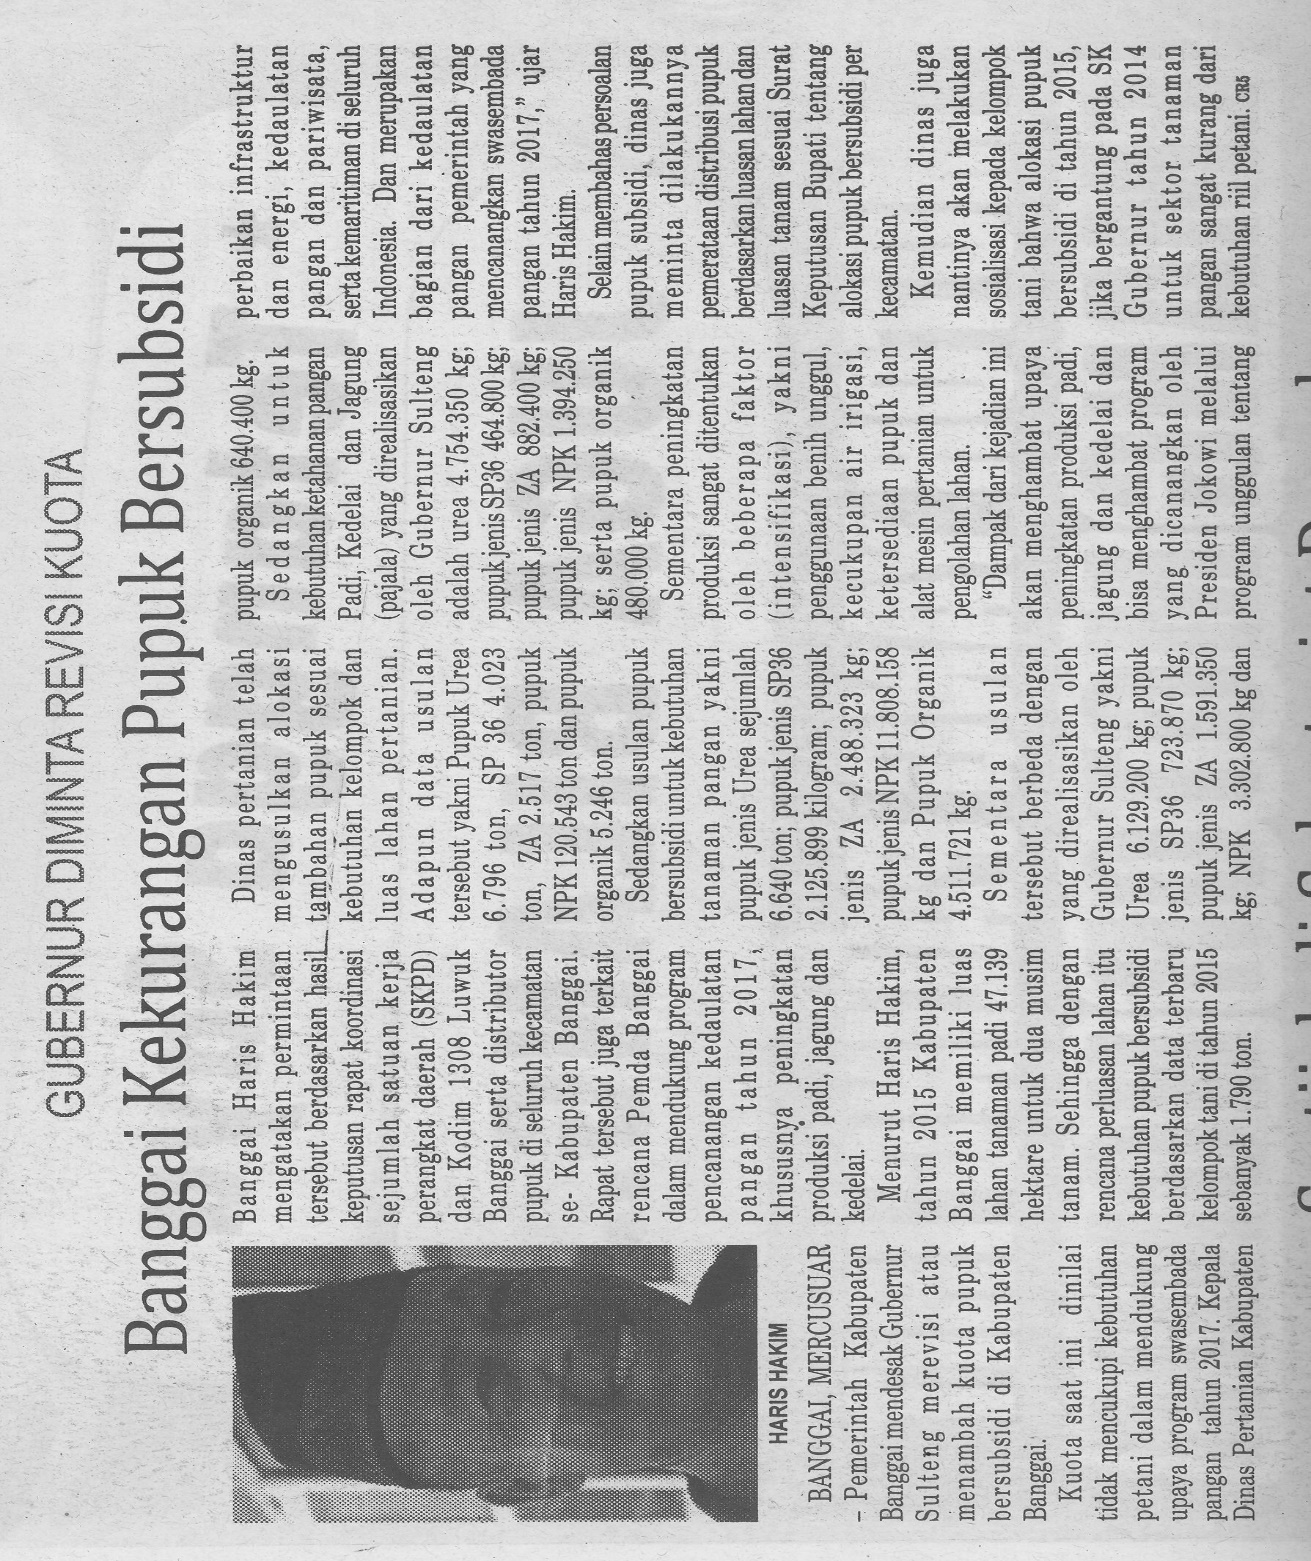 GUBERNUR DIMINTA REVISI KUOTA
Banggai Kekurangan Pupuk Bersubsidi
HARIS HAKIM
BANGGAI, MERCUSUAR
– Pemerintah Kabupaten
Banggai mendesak Gubernur
Sulteng merevisi atau
menambah kuota pupuk
bersubsidi di Kabupaten
Banggai.
Kuota saat ini dinilai
tidak mencukupi kebutuhan
petani dalam mendukung
upaya program swasembada
pangan tahun 2017. Kepala
Dinas Pertanian Kabupaten
Banggai Haris Hakim
mengatakan permintaan
tersebut berdasarkan hasil
keputusan rapat koordinasi
sejumlah satuan kerja
perangkat daerah (SKPD)
dan Kodim 1308 Luwuk
Banggai serta distributor
pupuk di seluruh kecamatan
se- Kabupaten Banggai.
Rapat tersebut juga terkait
rencana Pemda Banggai
dalam mendukung program
pencanangan kedaulatan
pangan tahun 2017,
khususnya peningkatan
produksi padi, jagung dan
kedelai.
Menurut Haris Hakim,
tahun 2015 Kabupaten
Banggai memiliki luas
lahan tanaman padi 47.139
hektare untuk dua musim
tanam. Sehingga dengan
rencana perluasan lahan itu
kebutuhan pupuk bersubsidi
berdasarkan data terbaru
kelompok tani di tahun 2015
sebanyak 1.790 ton.
Dinas pertanian telah
mengusulkan alokasi
tambahan pupuk sesuai
kebutuhan kelompok dan
luas lahan pertanian.
Adapun data usulan
tersebut yakni Pupuk Urea
6.796 ton, SP 36 4.023
ton, ZA 2.517 ton, pupuk
NPK 120.543 ton dan pupuk
organik 5.246 ton.
Sedangkan usulan pupuk
bersubsidi untuk kebutuhan
tanaman pangan yakni
pupuk jenis Urea sejumlah
6.640 ton; pupuk jenis SP36
2.125.899 kilogram; pupuk
jenis ZA 2.488.323 kg;
pupuk jenis NPK 11.808.158
kg dan Pupuk Organik
4.511.721 kg.
Sementara usulan
tersebut berbeda dengan
yang direalisasikan oleh
Gubernur Sulteng yakni
Urea 6.129.200 kg; pupuk
jenis SP36 723.870 kg;
pupuk jenis ZA 1.591.350
kg; NPK 3.302.800 kg dan
pupuk organik 640.400 kg.
Sedangkan untuk
kebutuhan ketahanan pangan
Padi, Kedelai dan Jagung
(pajala) yang direalisasikan
oleh Gubernur Sulteng
adalah urea 4.754.350 kg;
pupuk jenis SP36 464.800 kg;
pupuk jenis ZA 882.400 kg;
pupuk jenis NPK 1.394.250
kg; serta pupuk organik
480.000 kg.
Sementara peningkatan
produksi sangat ditentukan
oleh beberapa faktor
(intensifikasi), yakni
penggunaan benih unggul,
kecukupan air irigasi,
ketersediaan pupuk dan
alat mesin pertanian untuk
pengolahan lahan.
“Dampak dari kejadian ini
akan menghambat upaya
peningkatan produksi padi,
jagung dan kedelai dan
bisa menghambat program
yang dicanangkan oleh
Presiden Jokowi melalui
program unggulan tentang
perbaikan infrastruktur
dan energi, kedaulatan
pangan dan pariwisata,
serta kemaritiman di seluruh
Indonesia. Dan merupakan
bagian dari kedaulatan
pangan pemerintah yang
mencanangkan swasembada
pangan tahun 2017,” ujar
Haris Hakim.
Selain membahas persoalan
pupuk subsidi, dinas juga
meminta dilakukannya
pemerataan distribusi pupuk
berdasarkan luasan lahan dan
luasan tanam sesuai Surat
Keputusan Bupati tentang
alokasi pupuk bersubsidi per
kecamatan.
Kemudian dinas juga
nantinya akan melakukan
sosialisasi kepada kelompok
tani bahwa alokasi pupuk
bersubsidi di tahun 2015,
jika bergantung pada SK
Gubernur tahun 2014
untuk sektor tanaman
pangan sangat kurang dari
kebutuhan riil petani. CR5